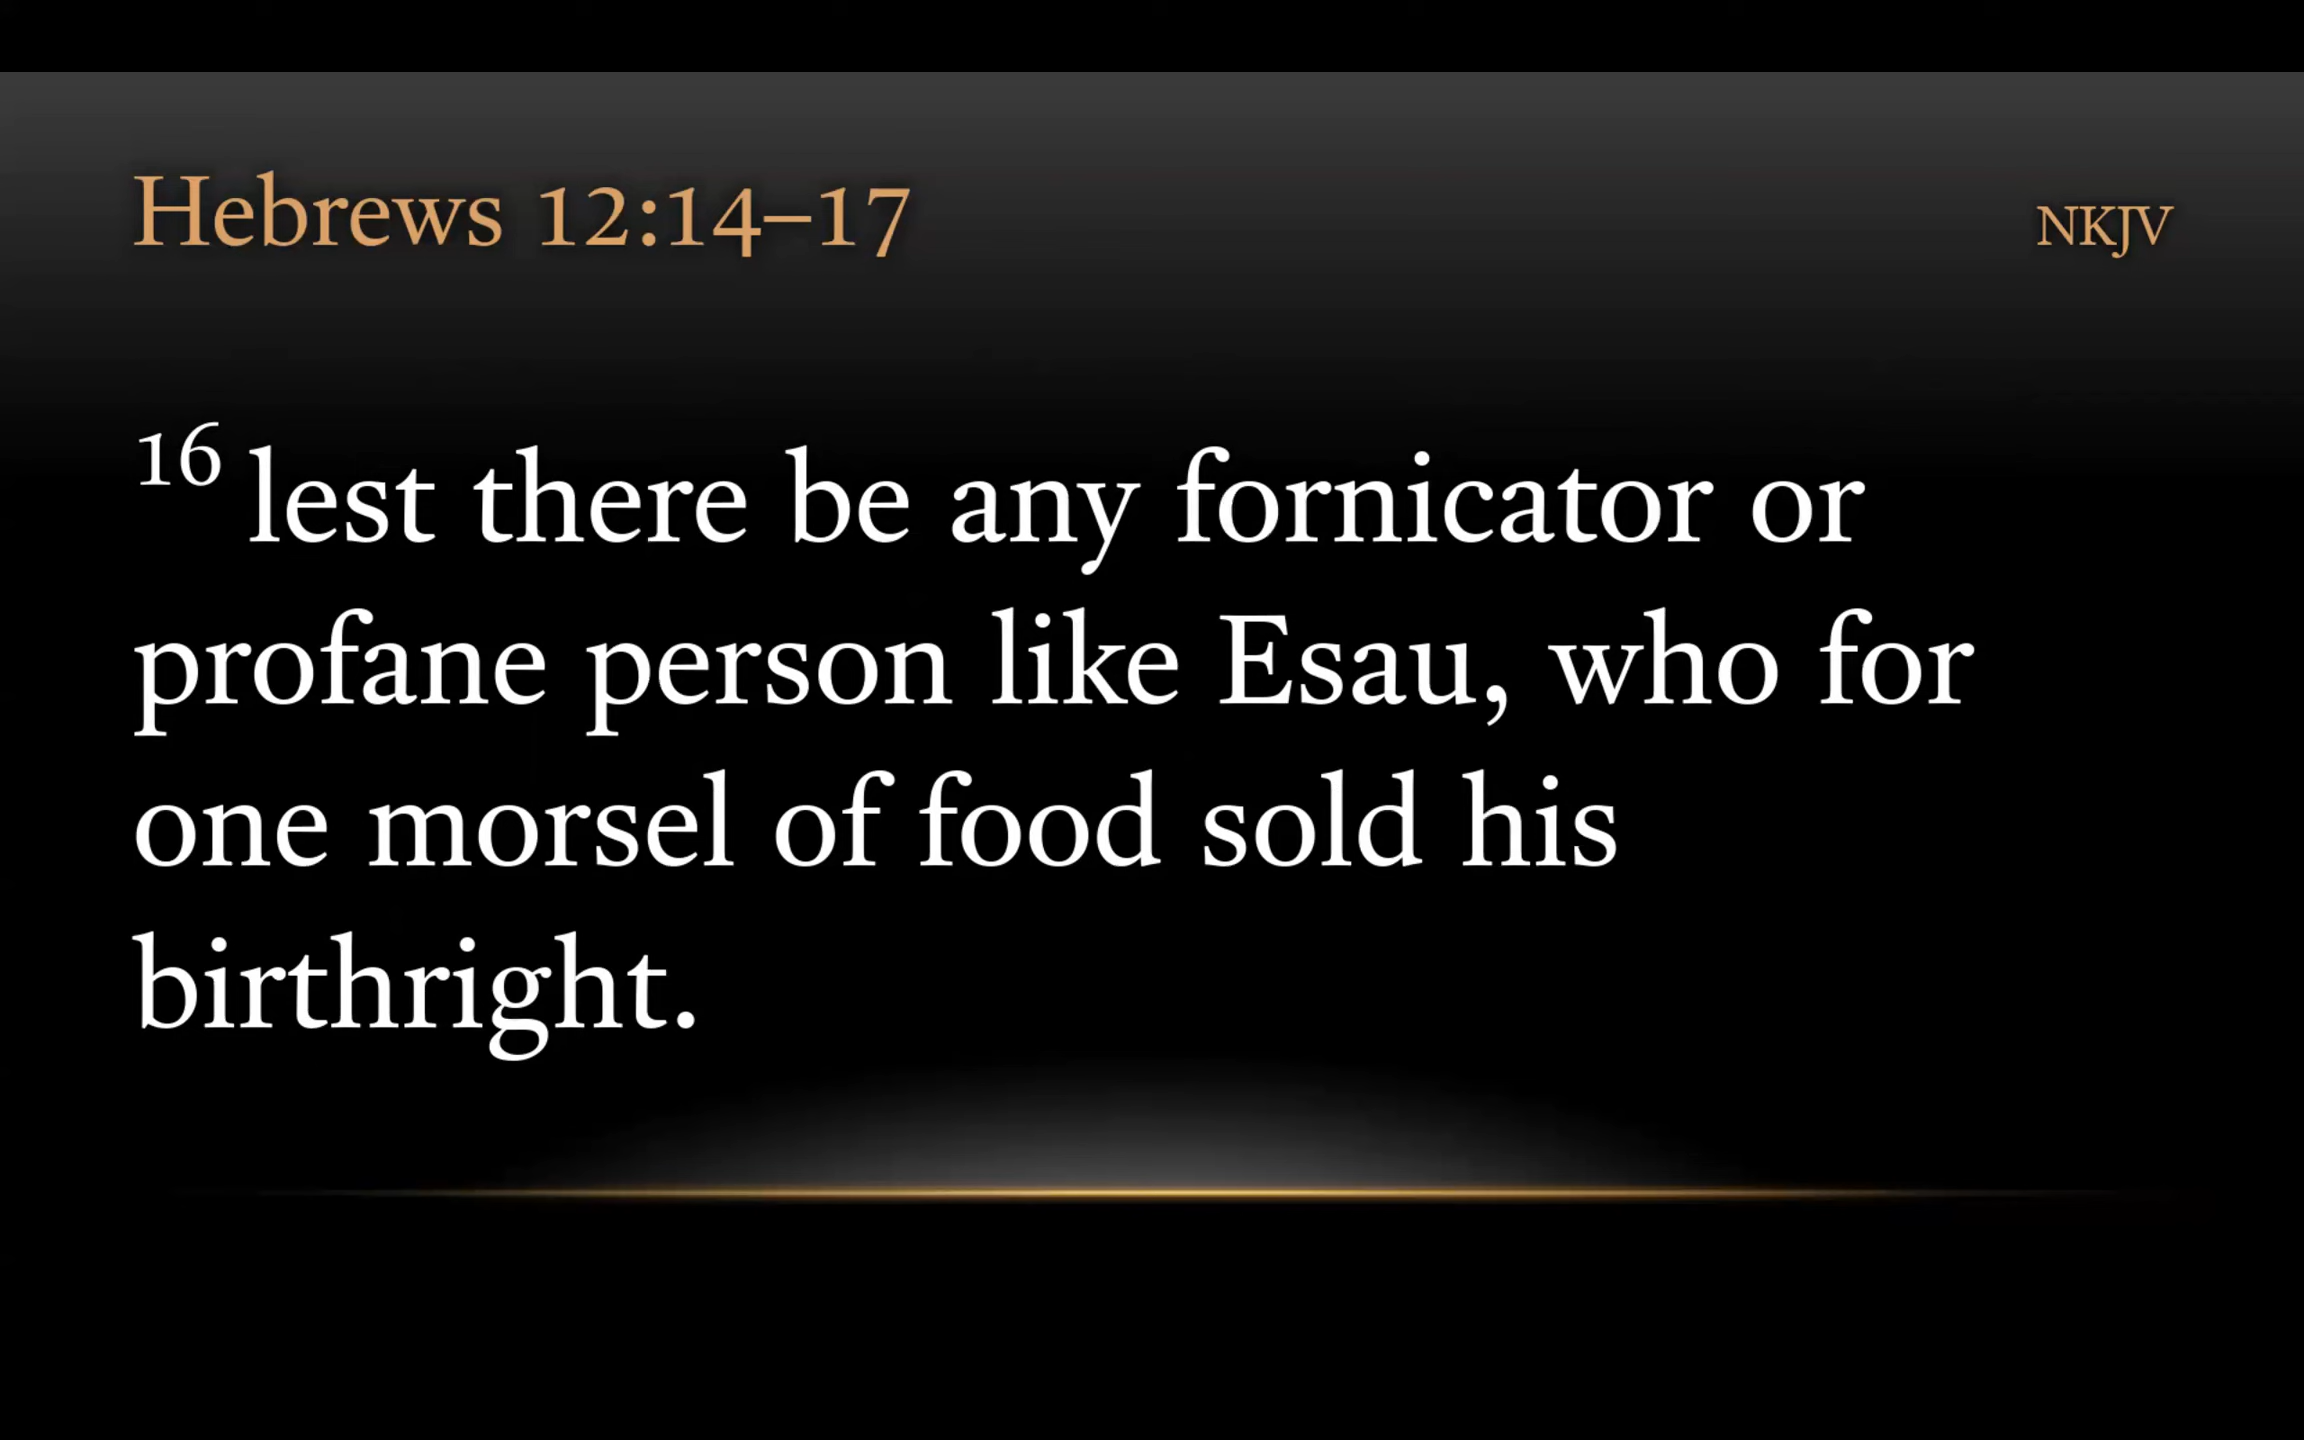 Hebrews 12:14–17
NKJV
16 lest there be any fornicator or
profane person like Esau, who for
one morsel of food sold his
birthright.